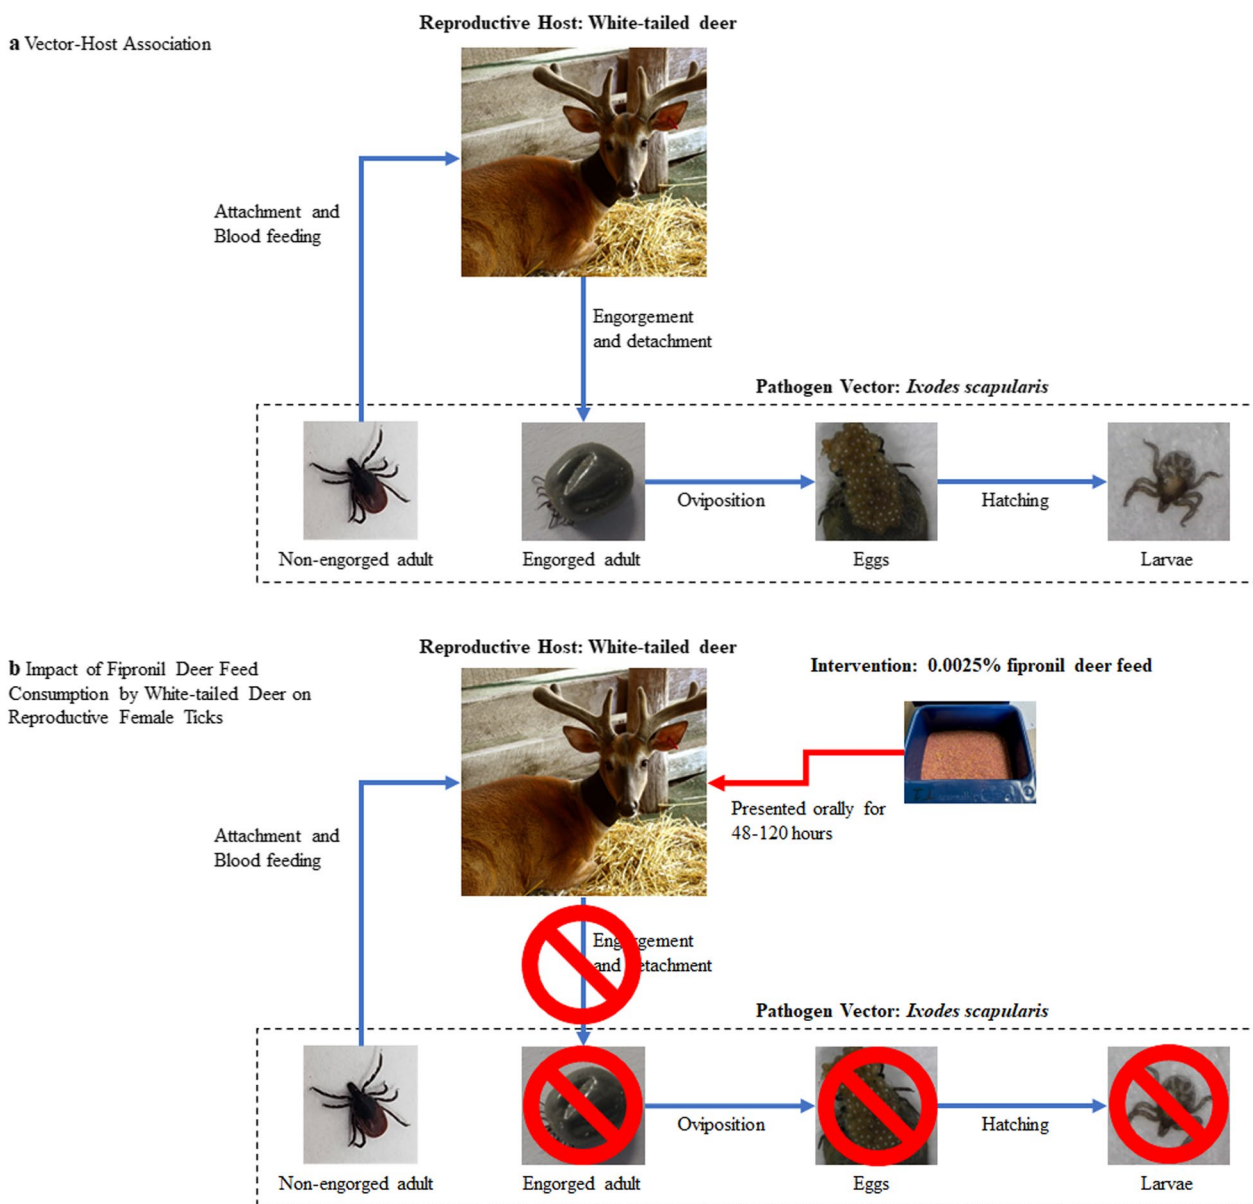 Reproductive Host: White-tailed deer
a Vector-Host Association
Attachment and
Blood feeding
Engorgement
and detachment
Pathogen Vector: Ixodes scapularis
Non-engorged adult
Engorged adult
Oviposition
Eggs
Hatching
Larvae
Reproductive Host: White-tailed deer
b Impact of Fipronil Deer Feed
Consumption by White-tailed Deer on
Reproductive Female Ticks
Intervention: 0.0025% fipronil deer feed
Presented orally for
48-120 hours
Attachment and
Blood feeding
Engorgement
and detachment
Pathogen Vector: Ixodes scapularis
Non-engorged adult
Engorged adult
Oviposition
Eggs
Hatching
Larvae